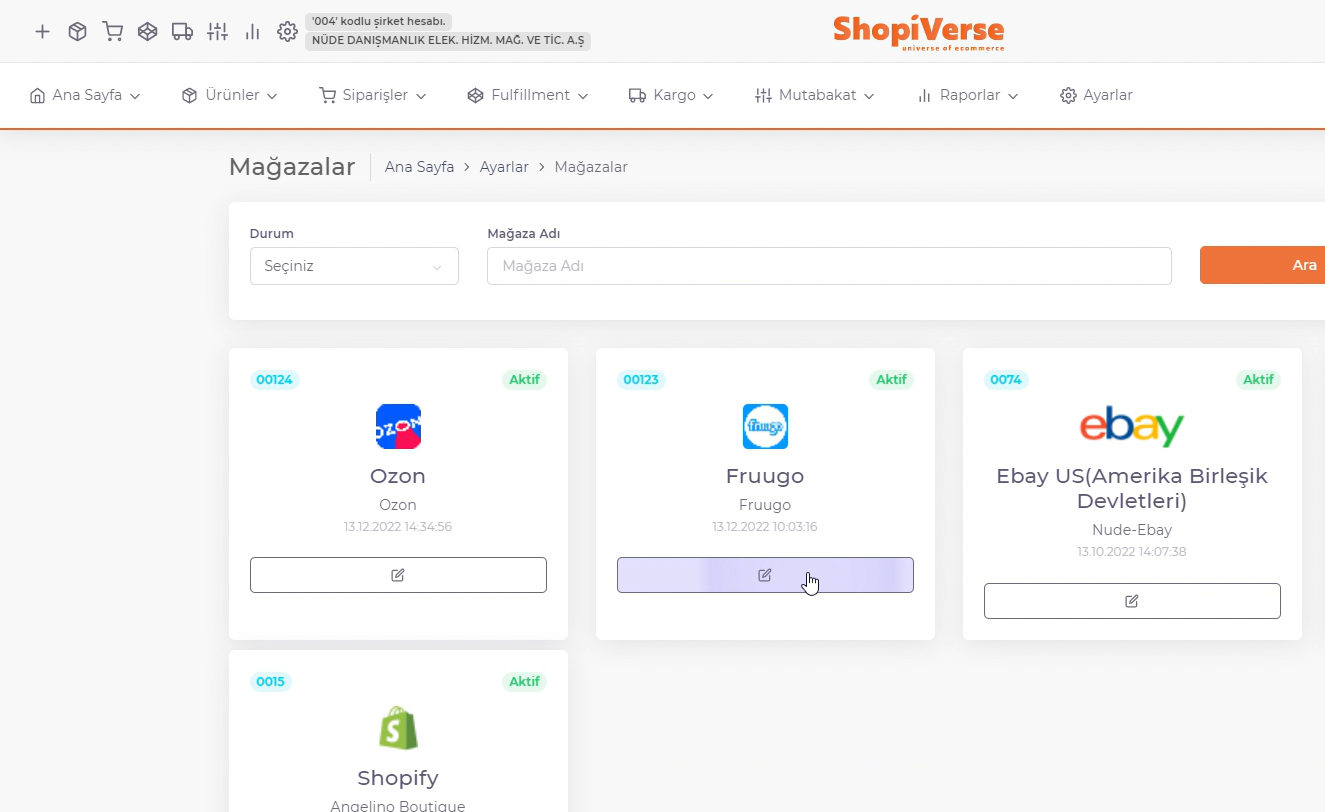 '004' kodlu şirket hesabı.
NÜDE DANIŞMANLIK ELEK. HİZM. MAĞ. VE TİC. A.Ş
ShopiVerse
universe of ecommerce
Ana Sayfa Ürünler Siparişler Fulfillment Kargo Mutabakat Raporlar Ayarlar
Mağazalar Ana Sayfa > Ayarlar > Mağazalar
Durum Mağaza Adı
Seçiniz Mağaza Adı Ara
00124 Aktif
OZON
Ozon
Ozon
13.12.2022 14:34:56
00123 Aktif
fruugo
Fruugo
Fruugo
13.12.2022 10:03:16
0074 Aktif
ebay
Ebay US(Amerika Birleşik
Devletleri)
Nude-Ebay
13.10.2022 14:07:38
0015 Aktif
Shopify
Angelino Boutique